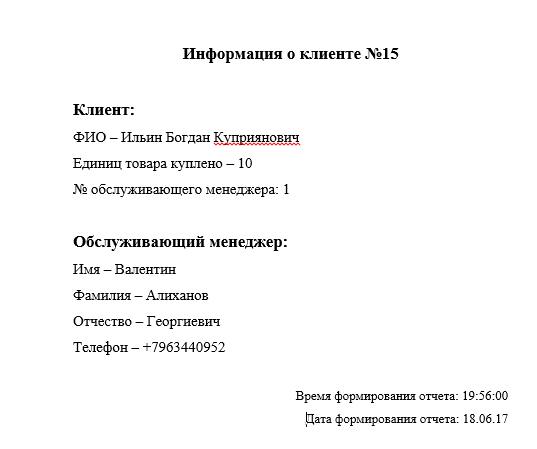 Информация о клиенте №15
Клиент:
ФИО – Ильин Богдан Куприянович
Единиц товара куплено – 10
№ обслуживающего менеджера: 1
Обслуживающий менеджер:
Имя – Валентин
Фамилия – Алиханов
Отчество – Георгиевич
Телефон – +7963440952
Время формирования отчета: 19:56:00
Дата формирования отчета: 18.06.17